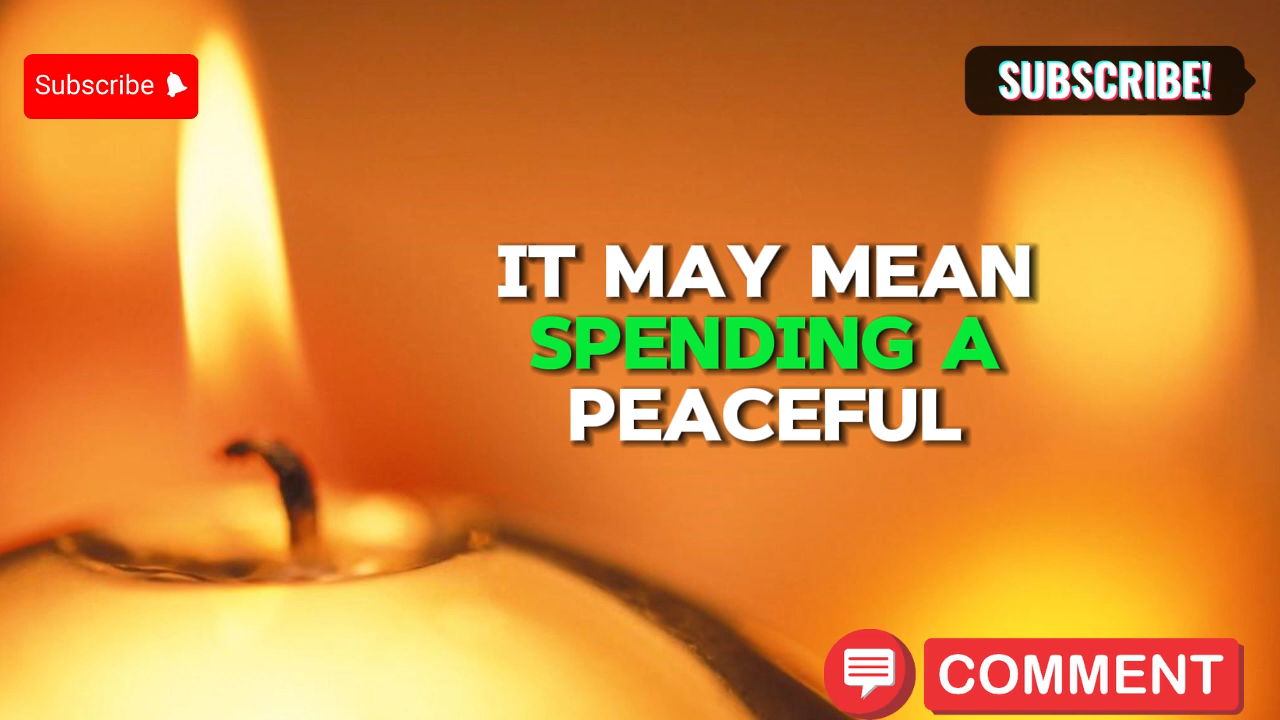 Subscribe
SUBSCRIBE!
IT MAY MEAN
SPENDING A
PEACEFUL
COMMENT